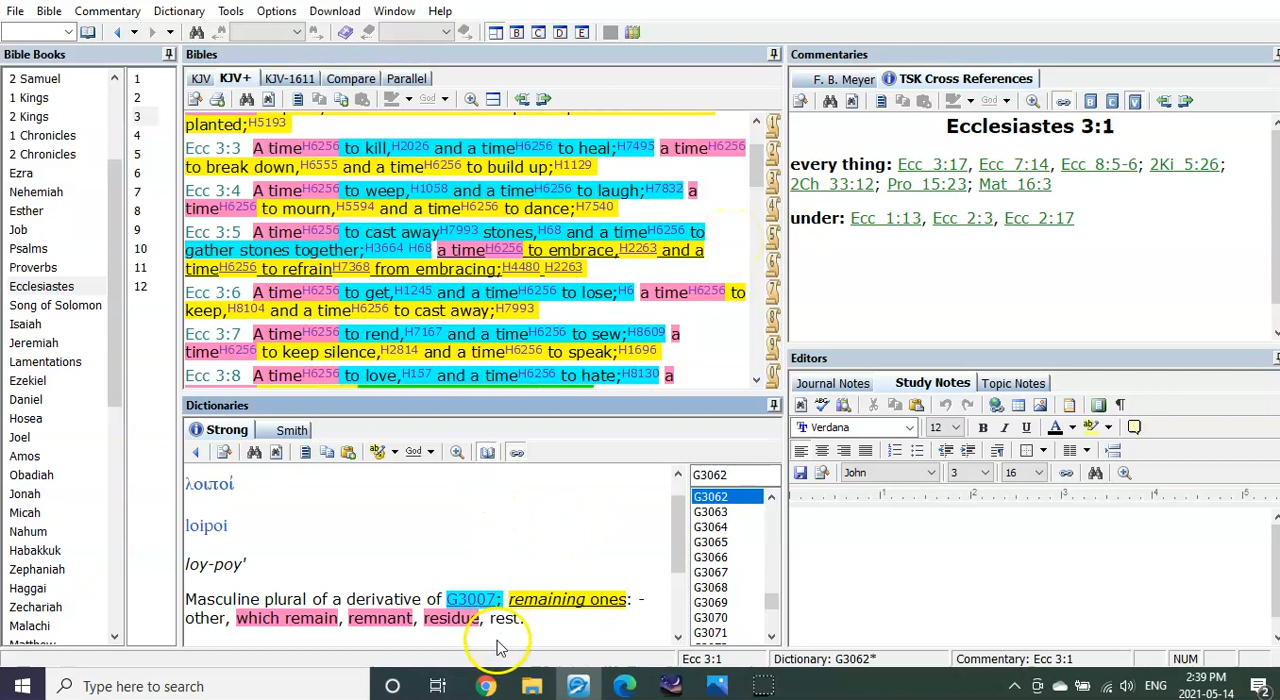 File Bible Commentary Dictionary Tools Options Download Window Help
Bible Books
2 Samuel
1 Kings
2 Kings
1 Chronicles
2 Chronicles
Ezra
Nehemiah
Esther
Job
Psalms
Proverbs
Ecclesiastes
Song of Solomon
Isaiah
Jeremiah
Lamentations
Ezekiel
Daniel
Hosea
Joel
Amos
Obadiah
Jonah
Micah
Nahum
Habakkuk
Zephaniah
Haggai
Zechariah
Malachi
1
2
3
4
5
6
7
8
9
10
11
12
Bibles
KJV KJV+ KJV-1611 Compare Parallel
planted;H5193
Ecc 3:3 A timeH6256 to kill,H2026 and a timeH6256 to heal;H7495 a timeH6256
to break down,H6555 and a timeH6256 to build up;H1129
Ecc 3:4 A timeH6256 to weep,H1058 and a timeH6256 to laugh;H7832 a
timeH6256 to mourn,H5594 and a timeH6256 to dance;H7540
Ecc 3:5 A timeH6256 to cast awayH7993 stones,H68 and a timeH6256 to
gather stones together;H3664 H68 a timeH6256 to embrace,H2263 and a
timeH6256 to refrainH7368 from embracing;H4480 H2263
Ecc 3:6 A timeH6256 to get,H1245 and a timeH6256 to lose;H6 a timeH6256 to
keep,H8104 and a timeH6256 to cast away;H7993
Ecc 3:7 A timeH6256 to rend,H7167 and a timeH6256 to sew;H8609 a
timeH6256 to keep silence,H2814 and a timeH6256 to speak;H1696
Ecc 3:8 A timeH6256 to love,H157 and a timeH6256 to hate;H8130 a
Dictionaries
Strong Smith
λοιποί
loipoi
loy-poy'
Masculine plural of a derivative of G3007; remaining ones: -
other, which remain, remnant, residue, rest.
G3062
G3062
G3063
G3064
G3065
G3066
G3067
G3068
G3069
G3070
G3071
Commentaries
F. B. Meyer TSK Cross References
Ecclesiastes 3:1
every thing: Ecc 3:17, Ecc 7:14, Ecc 8:5-6; 2Ki 5:26;
2Ch 33:12; Pro 15:23; Mat 16:3
under: Ecc 1:13, Ecc 2:3, Ecc 2:17
Editors
Journal Notes Study Notes Topic Notes
Verdana 12 B I U A
John 3 16
1 2 3 4 5
Ecc 3:1 Dictionary: G3062* Commentary: Ecc 3:1 NUM
Type here to search
ENG 2:39 PM
2021-05-14